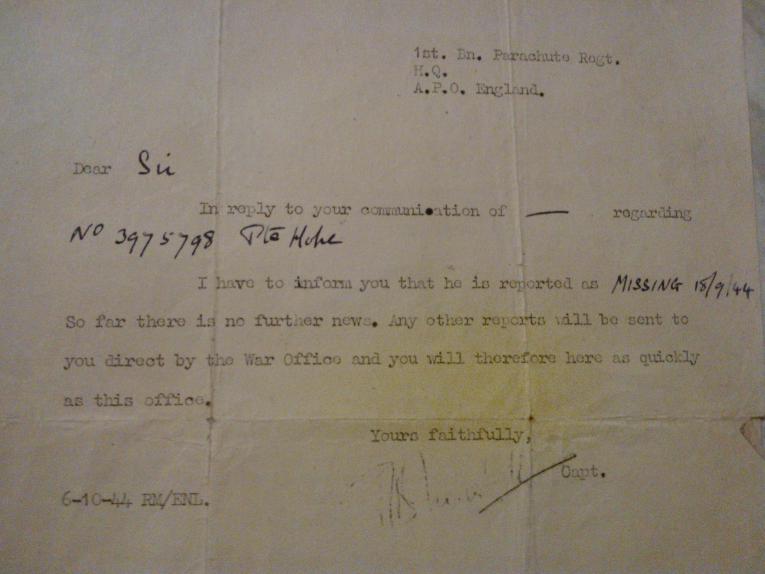 1st. Bn. Parachute Regt.
H.Q.
A.P.O. England.
Dear Sir
In reply to your communication of — regarding
No 3975798 Pte
I have to inform you that he is reported as MISSING 18/9/44
So far there is no further news. Any other reports will be sent to
you direct by the War Office and you will therefore here as quickly
as this office.
Yours faithfully,
Capt.
6-10-44 RM/ENL.